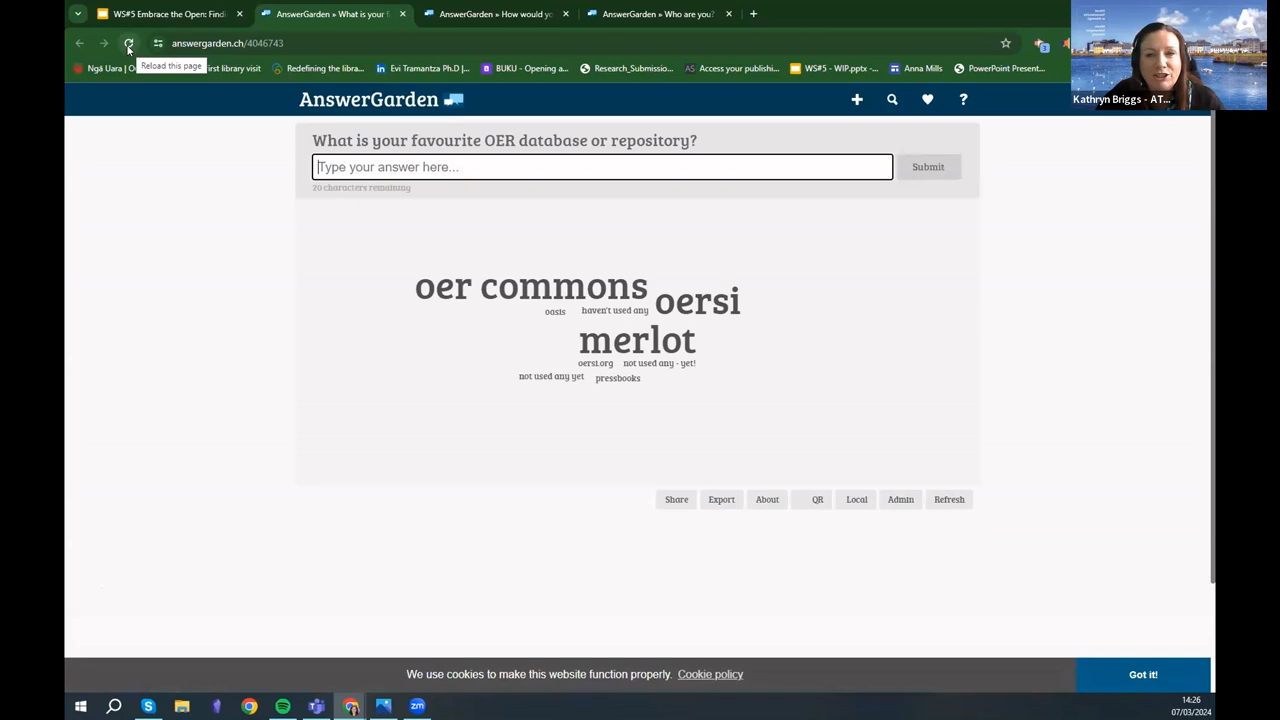 WS#5 Embrace the Open: Findi
AnswerGarden » What is your f
AnswerGarden » How would yo
AnswerGarden » Who are you?
answergarden.ch/4046743
Reload this page
Ngā Uara | O
rst library visit
Redefining the libra...
Evi Tramantza Ph.D |...
BUKU - Opening a...
Research_Submissio...
Access your publishi...
WS#5 - WIP.pptx -...
Anna Mills
PowerPoint Present...
Kathryn Briggs - AT...
AnswerGarden
What is your favourite OER database or repository?
Type your answer here...
Submit
20 characters remaining
oer commons
oersi
oasis
haven't used any
merlot
oersi.org
not used any - yet!
not used any yet
pressbooks
Share
Export
About
QR
Local
Admin
Refresh
We use cookies to make this website function properly. Cookie policy
Got it!
14:26
07/03/2024